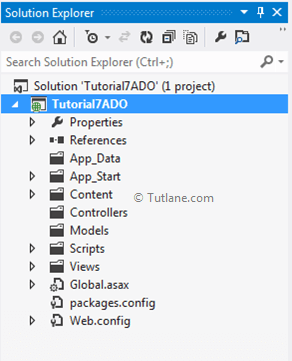 Solution Explorer
Search Solution Explorer (Ctrl+;)
Solution 'Tutorial7ADO' (1 project)
Tutorial7ADO
Properties
References
App_Data
App_Start
Content
© Tutlane.com
Controllers
Models
Scripts
Views
Global.asax
packages.config
Web.config